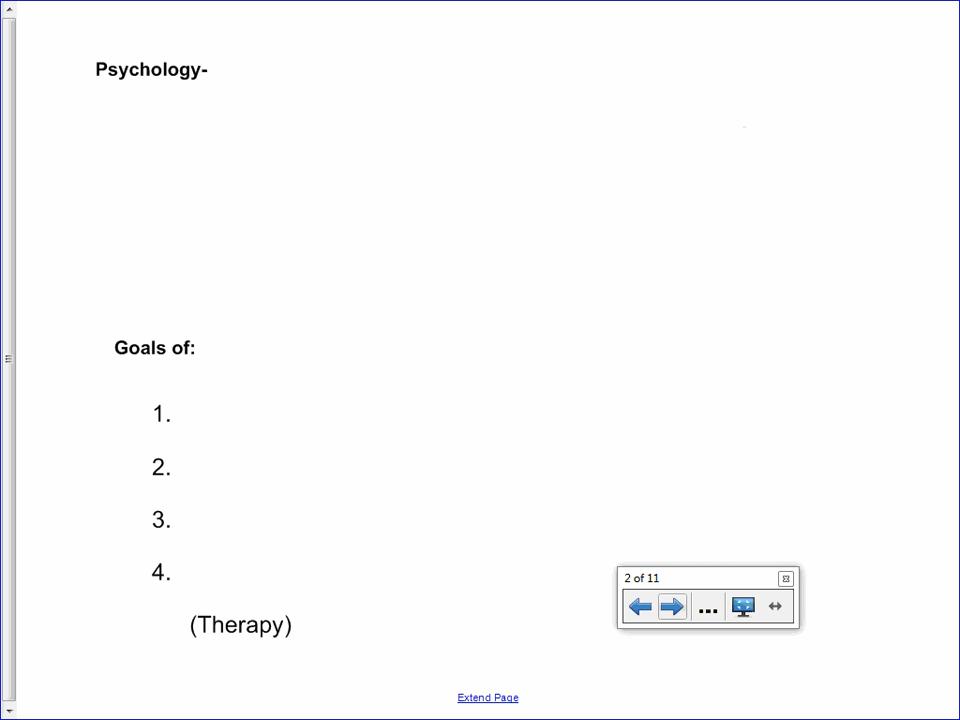 Psychology-
Goals of:
1.
2.
3.
4.
(Therapy)
2 of 11
...
Extend Page